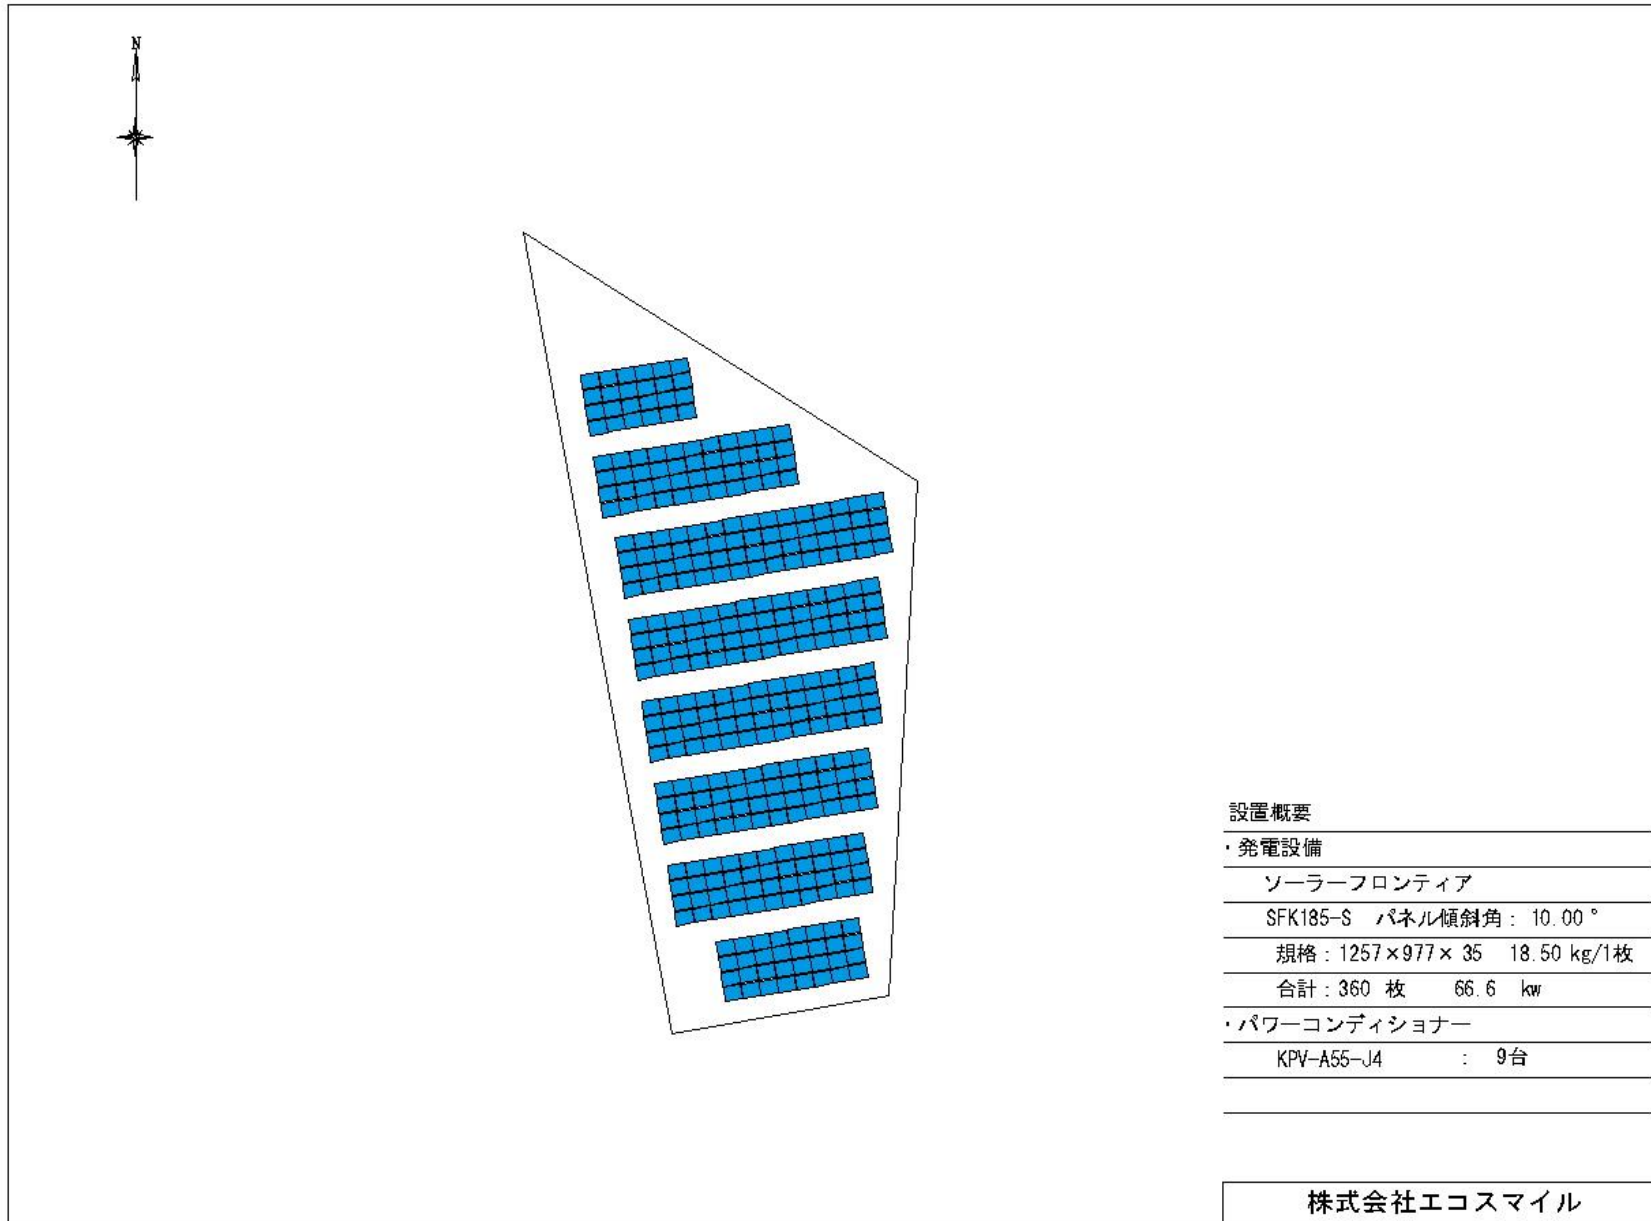 N
設置概要
・発電設備
ソーラーフロンティア
SFK185-S パネル傾斜角: 10.00°
規格:1257×977× 35 18.50 kg/1枚
合計:360 枚 66.6 kw
・パワーコンディショナー
KPV-A55-J4 : 9台
株式会社エコスマイル